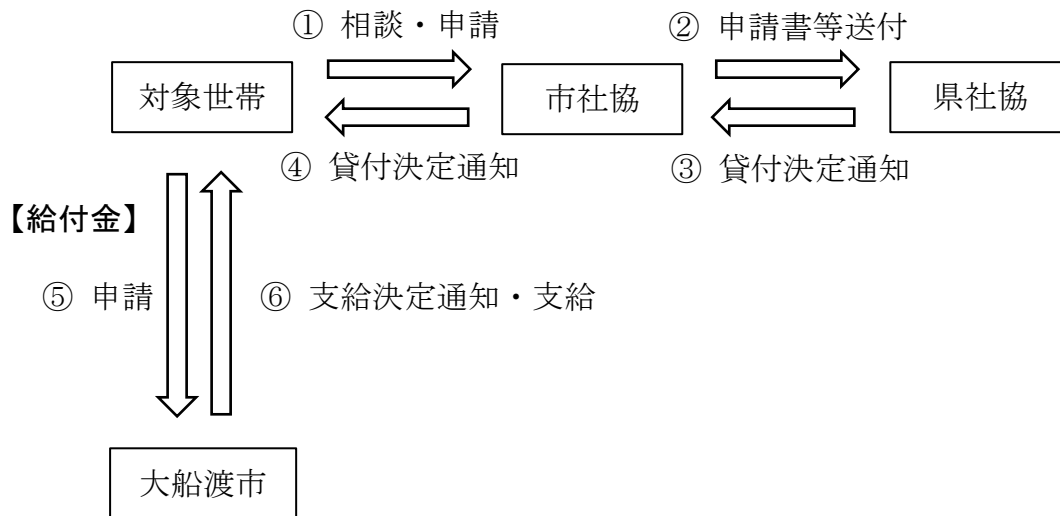 ① 相談・申請
② 申請書等送付
対象世帯
市社協
県社協
④ 貸付決定通知
③ 貸付決定通知
【給付金】
⑤ 申請
⑥ 支給決定通知・支給
大船渡市